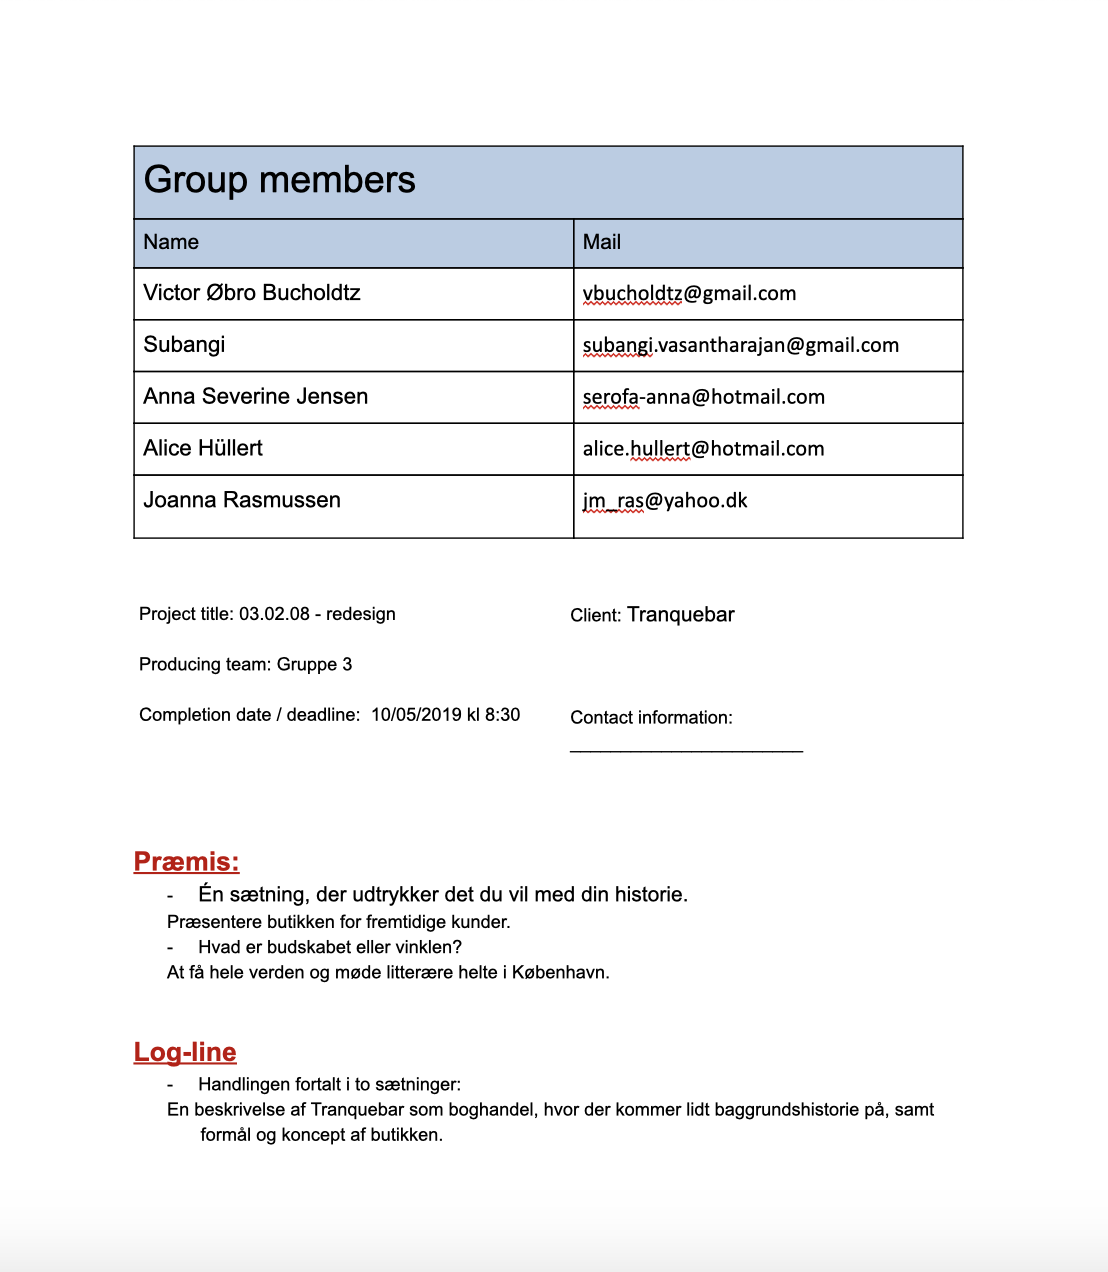 Group members
Name Mail
Victor Øbro Bucholdtz vbucholdtz@gmail.com
Subangi subangi.vasantharajan@gmail.com
Anna Severine Jensen serofa-anna@hotmail.com
Alice Hüllert alice.hullert@hotmail.com
Joanna Rasmussen jm_ras@yahoo.dk
Project title: 03.02.08 - redesign Client: Tranquebar
Producing team: Gruppe 3
Completion date / deadline: 10/05/2019 kl 8:30 Contact information:
_______________________
Præmis:
- Én sætning, der udtrykker det du vil med din historie.
Præsentere butikken for fremtidige kunder.
- Hvad er budskabet eller vinklen?
At få hele verden og møde litterære helte i København.
Log-line
- Handlingen fortalt i to sætninger:
En beskrivelse af Tranquebar som boghandel, hvor der kommer lidt baggrundshistorie på, samt
formål og koncept af butikken.